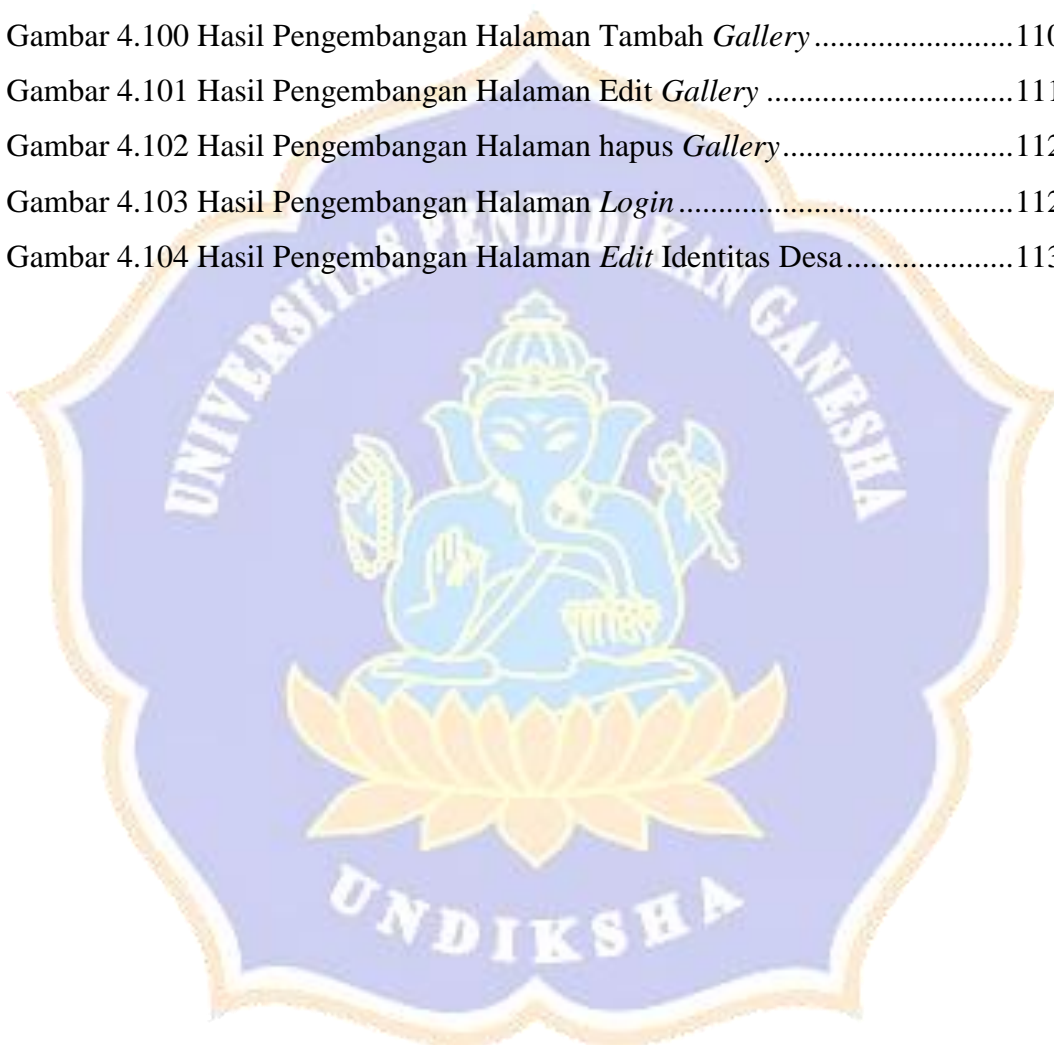 Gambar 4.100 Hasil Pengembangan Halaman Tambah Gallery ........................ 110
Gambar 4.101 Hasil Pengembangan Halaman Edit Gallery .............................. 111
Gambar 4.102 Hasil Pengembangan Halaman hapus Gallery ............................ 112
Gambar 4.103 Hasil Pengembangan Halaman Login ........................................ 112
Gambar 4.104 Hasil Pengembangan Halaman Edit Identitas Desa .................... 113
UNIVERSITAS PENDIDIKAN GANESHA
UNDIKSHA